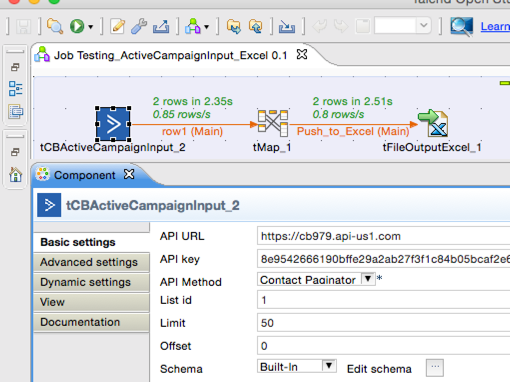 Learn
Job Testing_ActiveCampaignInput_Excel 0.1
2 rows in 2.35s
0.85 rows/s
row1 (Main)
2 rows in 2.51s
0.8 rows/s
Push_to_Excel (Main)
tCBActiveCampaignInput_2
tMap_1
tFileOutputExcel_1
Component
tCBActiveCampaignInput_2
Basic settings
Advanced settings
Dynamic settings
View
Documentation
API URL
https://cb979.api-us1.com
API key
8e9542666190bffe29a2ab27f3f1c84b05bcaf2e6
API Method
Contact Paginator *
List id
1
Limit
50
Offset
0
Schema
Built-In
Edit schema
...